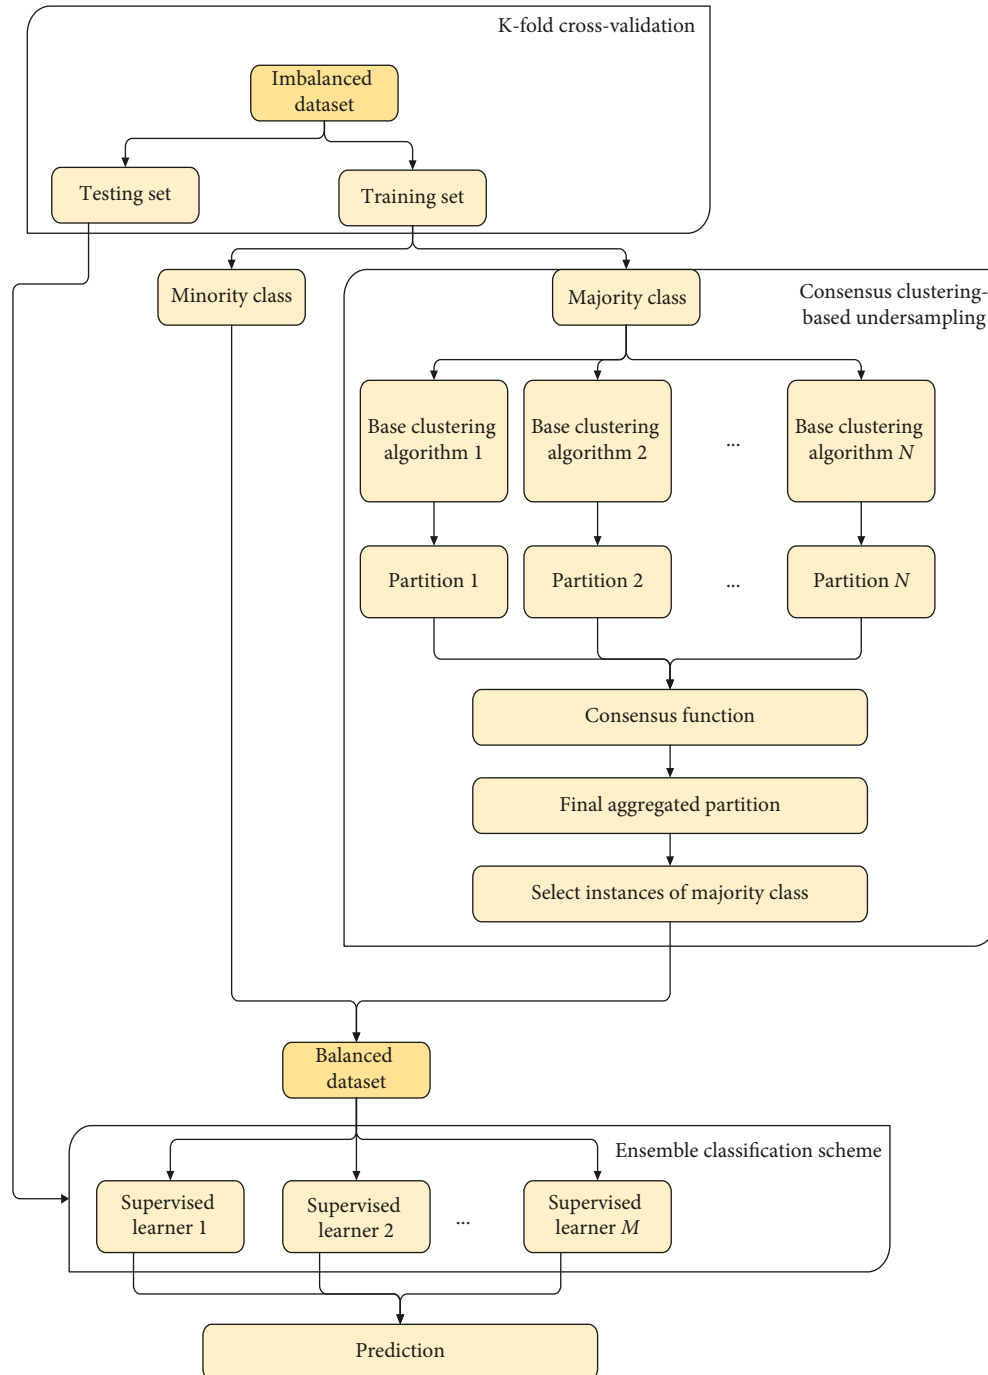 K-fold cross-validation
Imbalanced
dataset
Testing set
Training set
Minority class
Majority class
Consensus clustering-
based undersampling
Base clustering
algorithm 1
Base clustering
algorithm 2
...
Base clustering
algorithm N
Partition 1
Partition 2
...
Partition N
Consensus function
Final aggregated partition
Select instances of majority class
Balanced
dataset
Ensemble classification scheme
Supervised
learner 1
Supervised
learner 2
...
Supervised
learner M
Prediction